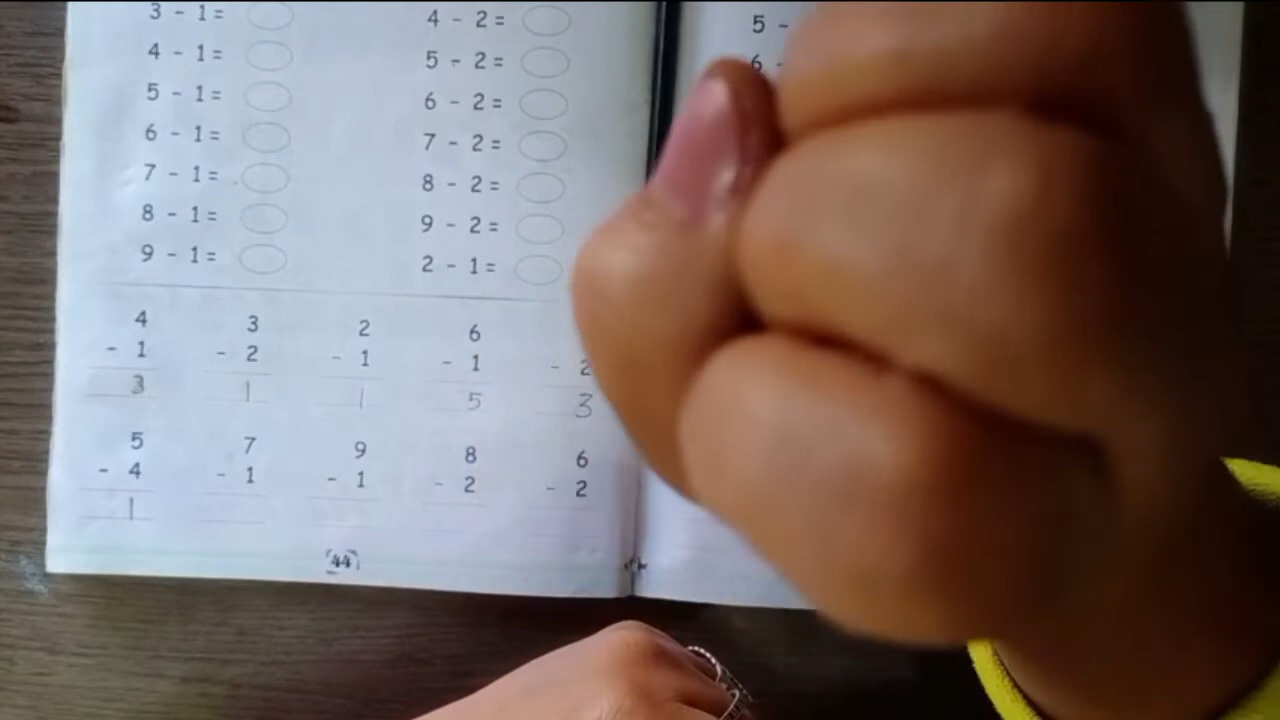 3 - 1 =
4 - 1 =
5 - 1 =
6 - 1 =
7 - 1 =
8 - 1 =
9 - 1 =
4 - 2 =
5 - 2 =
6 - 2 =
7 - 2 =
8 - 2 =
9 - 2 =
2 - 1 =
5 -
6 -
4 3 2 6
- 1 - 2 - 1 - 1 - 2
3 1 1 5 3
5 7 9 8 6
- 4 - 1 - 1 - 2 - 2
1
(44)